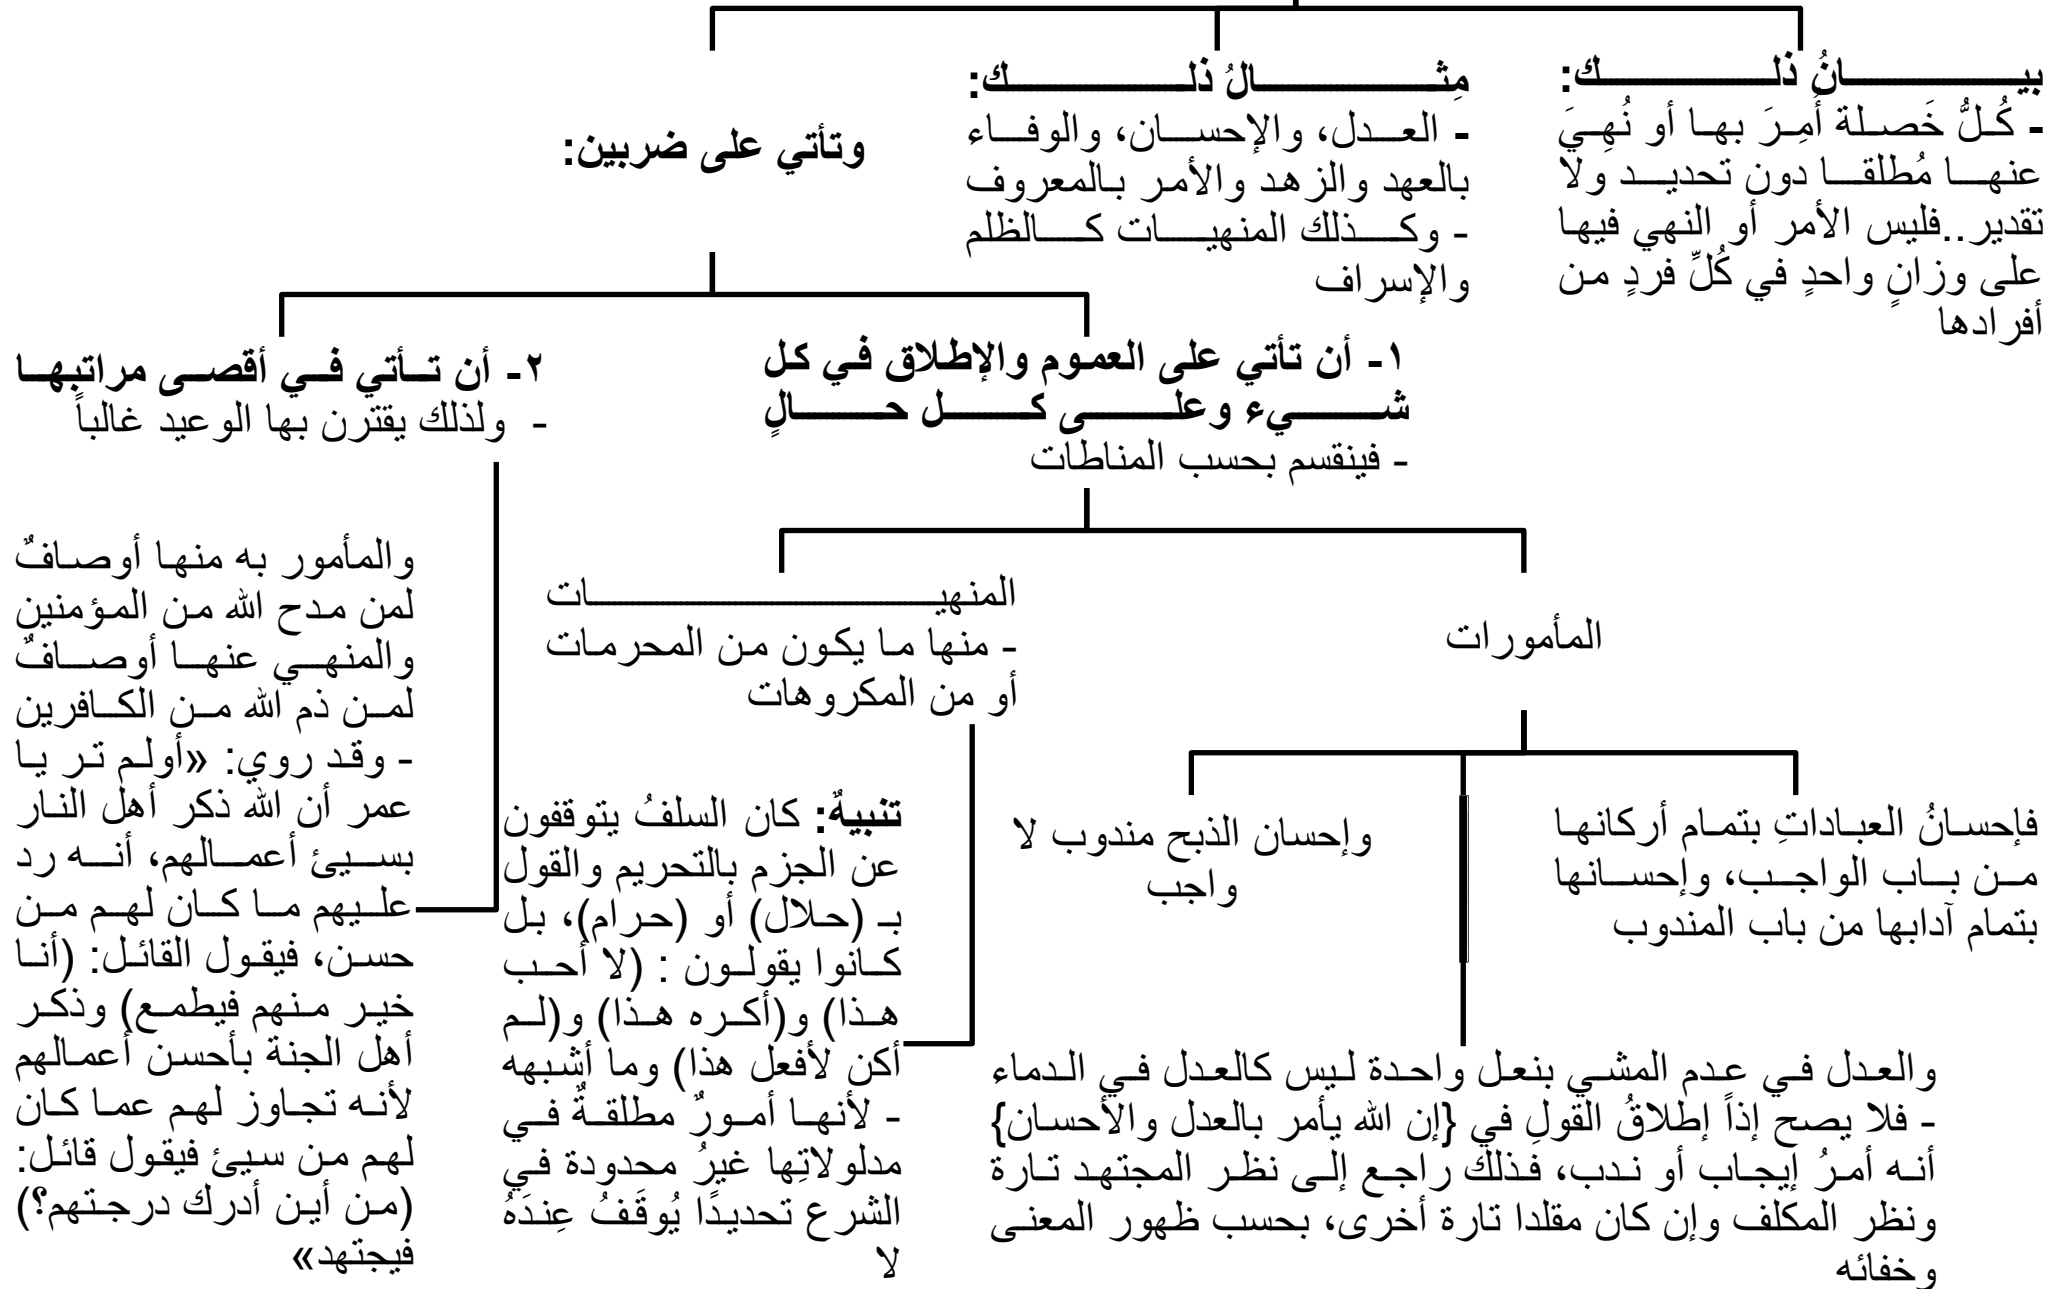 بيـــانُ ذلـــك:
- كُلُّ خَصلة أُمِرَ بها أو نُهِيَ
عنها مُطلقا دون تحديد ولا
تقدير..فليس الأمر أو النهي فيها
على وزانٍ واحدٍ في كُلِّ فردٍ من
أفرادها
مِثـــالُ ذلـــك:
- العدل، والإحسان، والوفاء
بالعهد والزهد والأمر بالمعروف
- وكذلك المنهيات كالظلم
والإسراف
وتأتي على ضربين:
١- أن تأتي على العموم والإطلاق في كل
شيء وعلى كل حالٍ
- فينقسم بحسب المناطات
٢- أن تأتي في أقصى مراتبها
- ولذلك يقترن بها الوعيد غالباً
المأمورات
المنهيـــات
- منها ما يكون من المحرمات
أو من المكروهات
فإحسانُ العباداتِ بتمام أركانها
من باب الواجب، وإحسانها
بتمام آدابها من باب المندوب
وإحسان الذبح مندوب لا
واجب
والعدل في عدم المشي بنعل واحدة ليس كالعدل في الدماء
- فلا يصح إذاً إطلاقُ القولِ في {إن الله يأمر بالعدل والأحسان}
أنه أمرُ إيجاب أو ندب، فذلك راجع إلى نظر المجتهد تارة
ونظر المكلف وإن كان مقلدا تارة أخرى، بحسب ظهور المعنى
وخفائه
تنبيهٌ: كان السلفُ يتوقفون
عن الجزم بالتحريم والقول
بـ (حلال) أو (حرام)، بل
كانوا يقولون : (لا أحب
هذا) و(أكره هذا) و(لم
أكن لأفعل هذا) وما أشبهه
- لأنها أمورٌ مطلقةٌ في
مدلولاتِها غيرُ محدودة في
الشرع تحديدًا يُوقَفُ عِندَهُ
لا
والمأمور به منها أوصافٌ
لمن مدح الله من المؤمنين
والمنهي عنها أوصافٌ
لمن ذم الله من الكافرين
- وقد روي: «أولم تر يا
عمر أن الله ذكر أهل النار
بسيئ أعمالهم، أنه رد
عليهم ما كان لهم من
حسن، فيقول القائل: (أنا
خير منهم فيطمع) وذكر
أهل الجنة بأحسن أعمالهم
لأنه تجاوز لهم عما كان
لهم من سيئ فيقول قائل:
(من أين أدرك درجتهم؟)
فيجتهد»